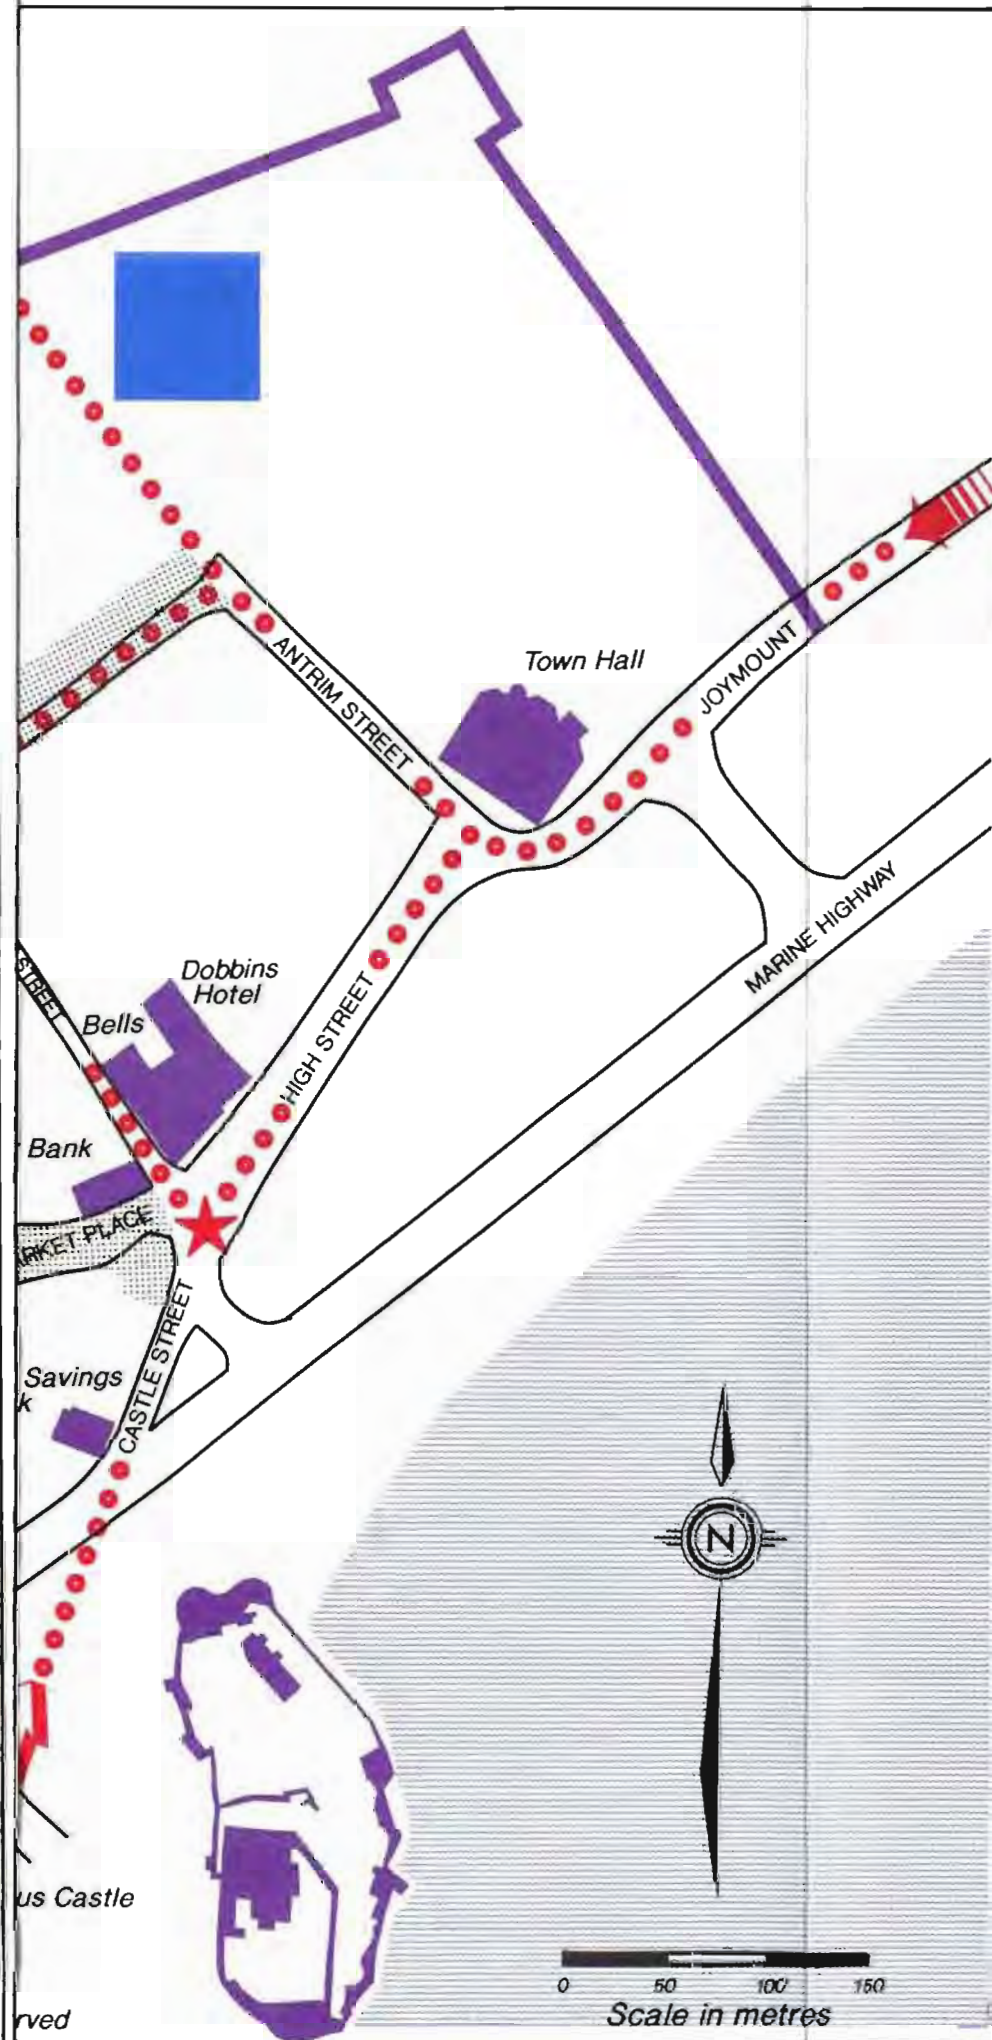 Town Hall
JOYMOUNT
ANTRIM STREET
MARINE HIGHWAY
Dobbins
Hotel
STREET
Bells
HIGH STREET
Bank
ARKET PLACE
CASTLE STREET
Savings
k
N
us Castle
0 50 100 150
Scale in metres
rved